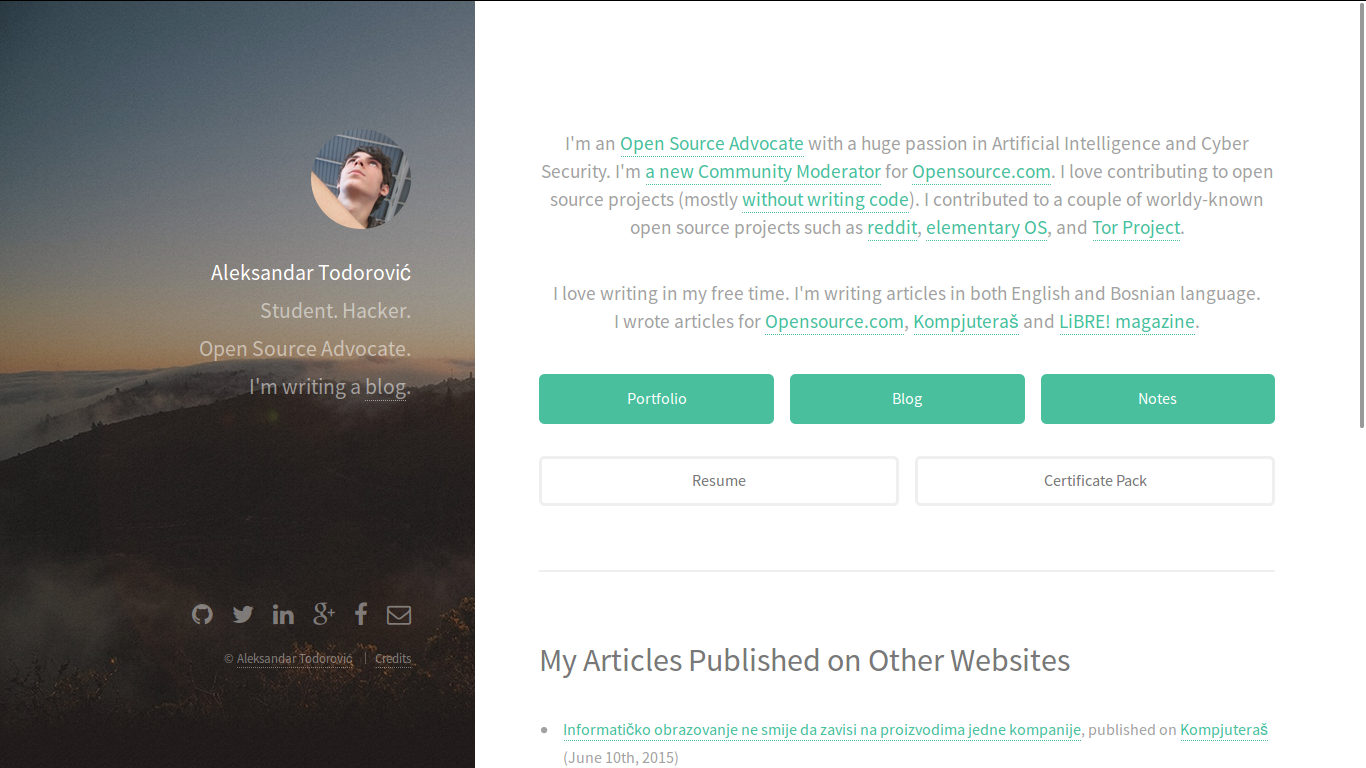 Aleksandar Todorović
Student. Hacker.
Open Source Advocate.
I'm writing a blog.
© Aleksandar Todorović | Credits
I'm an Open Source Advocate with a huge passion in Artificial Intelligence and Cyber
Security. I'm a new Community Moderator for Opensource.com. I love contributing to open
source projects (mostly without writing code). I contributed to a couple of worldy-known
open source projects such as reddit, elementary OS, and Tor Project.
I love writing in my free time. I'm writing articles in both English and Bosnian language.
I wrote articles for Opensource.com, Kompjuteraš and LiBRE! magazine.
Portfolio
Blog
Notes
Resume
Certificate Pack
My Articles Published on Other Websites
Informatičko obrazovanje ne smije da zavisi na proizvodima jedne kompanije, published on Kompjuteraš
(June 10th, 2015)